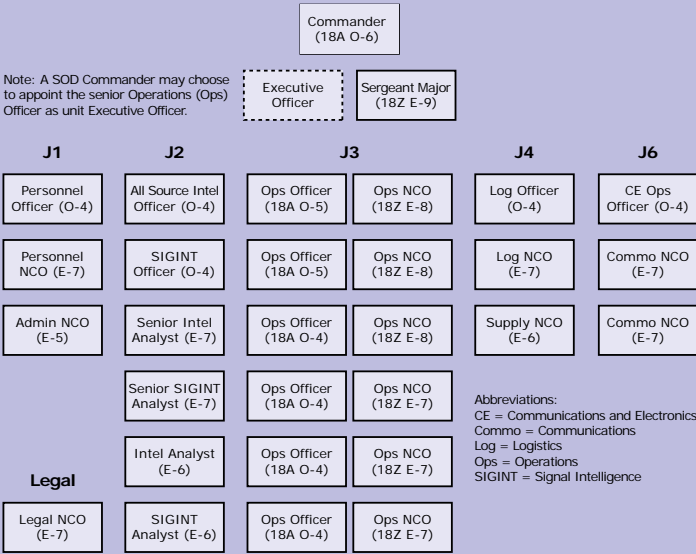 Commander
(18A O-6)
Note: A SOD Commander may choose
to appoint the senior Operations (Ops)
Officer as unit Executive Officer.
Executive
Officer
Sergeant Major
(18Z E-9)
J1
J2
J3
J4
J6
Personnel
Officer (O-4)
All Source Intel
Officer (O-4)
Ops Officer
(18A O-5)
Ops NCO
(18Z E-8)
Log Officer
(O-4)
CE Ops
Officer (O-4)
Personnel
NCO (E-7)
SIGINT
Officer (O-4)
Ops Officer
(18A O-5)
Ops NCO
(18Z E-8)
Log NCO
(E-7)
Commo NCO
(E-7)
Admin NCO
(E-5)
Senior Intel
Analyst (E-7)
Ops Officer
(18A O-4)
Ops NCO
(18Z E-8)
Supply NCO
(E-6)
Commo NCO
(E-7)
Senior SIGINT
Analyst (E-7)
Ops Officer
(18A O-4)
Ops NCO
(18Z E-7)
Abbreviations:
CE = Communications and Electronics
Commo = Communications
Log = Logistics
Ops = Operations
SIGINT = Signal Intelligence
Intel Analyst
(E-6)
Ops Officer
(18A O-4)
Ops NCO
(18Z E-7)
Legal
Legal NCO
(E-7)
SIGINT
Analyst (E-6)
Ops Officer
(18A O-4)
Ops NCO
(18Z E-7)